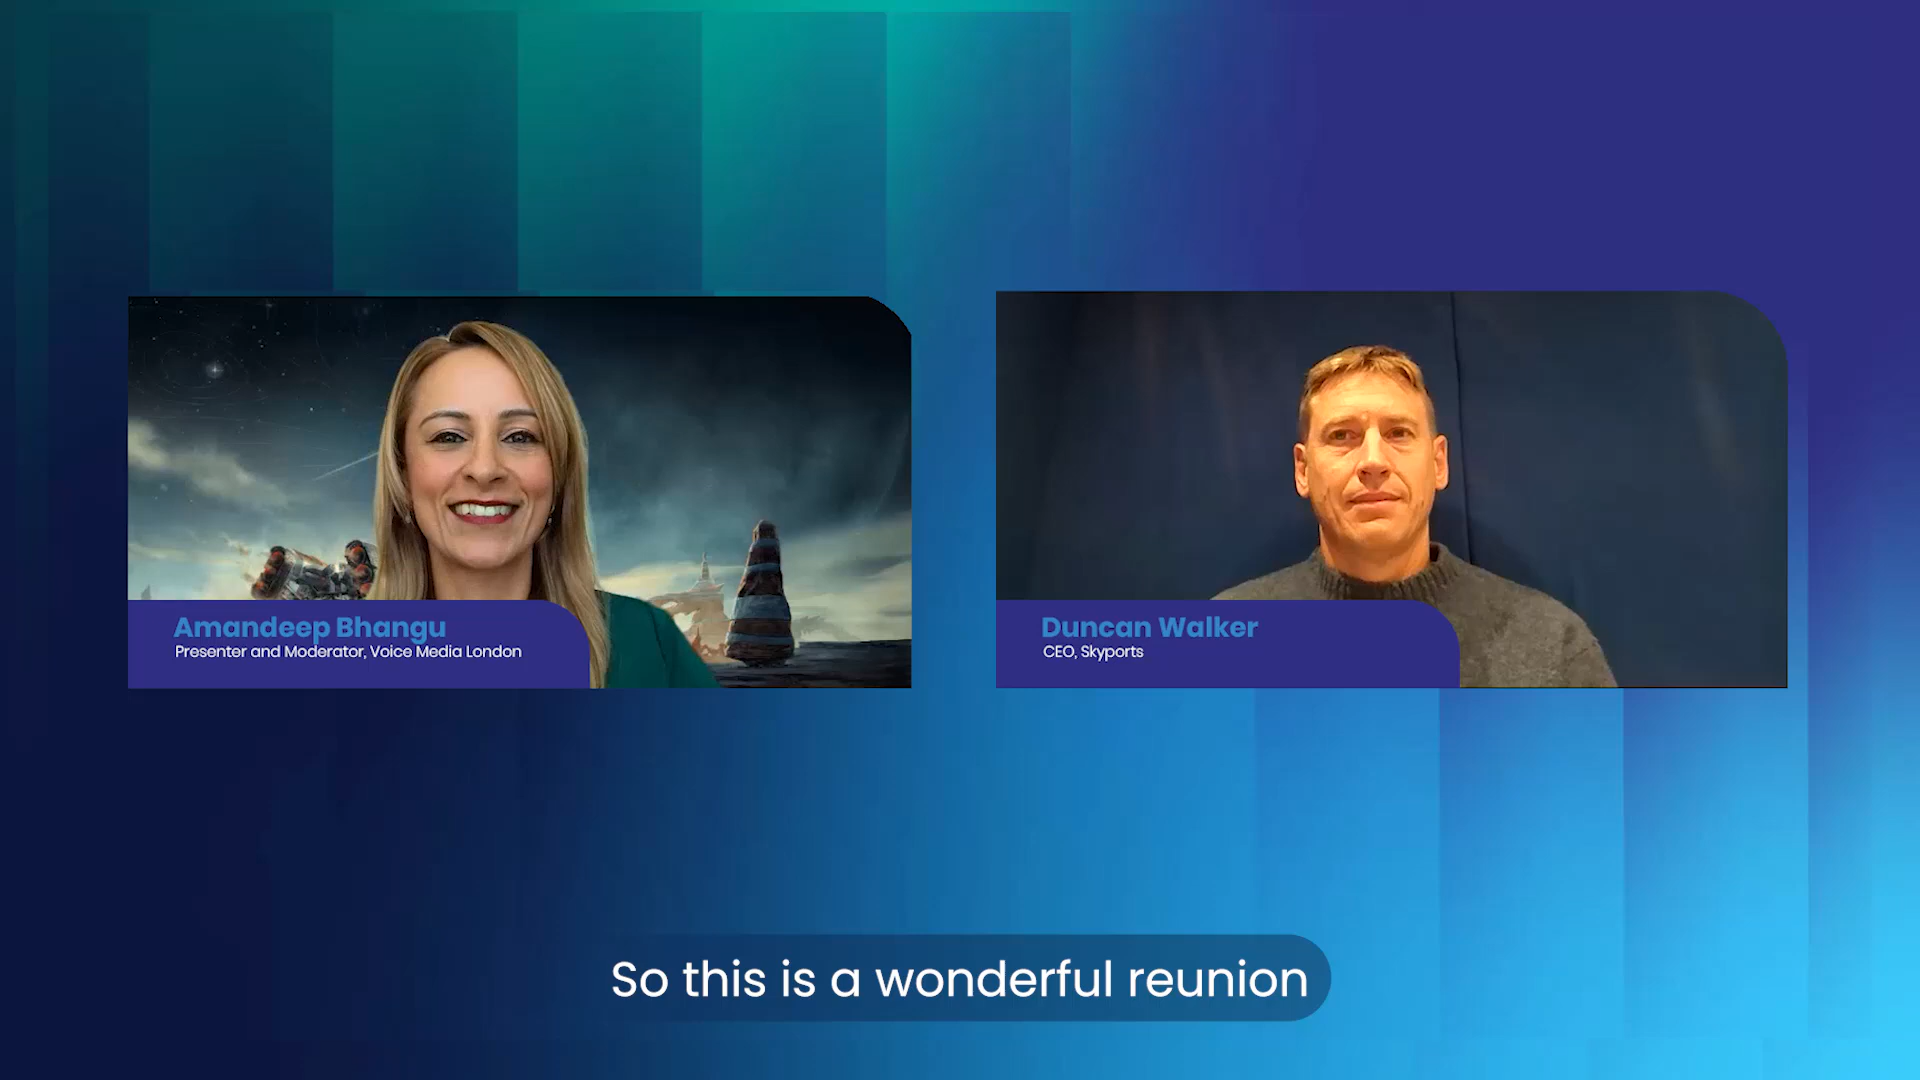 Amandeep Bhangu
Presenter and Moderator, Voice Media London
Duncan Walker
CEO, Skyports
So this is a wonderful reunion